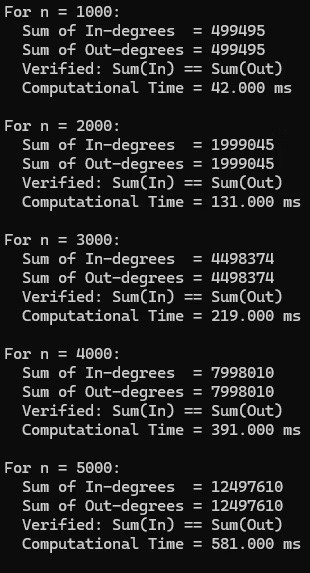 For n = 1000:
  Sum of In-degrees  = 499495
  Sum of Out-degrees = 499495
  Verified: Sum(In) == Sum(Out)
  Computational Time = 42.000 ms

For n = 2000:
  Sum of In-degrees  = 1999045
  Sum of Out-degrees = 1999045
  Verified: Sum(In) == Sum(Out)
  Computational Time = 131.000 ms

For n = 3000:
  Sum of In-degrees  = 4498374
  Sum of Out-degrees = 4498374
  Verified: Sum(In) == Sum(Out)
  Computational Time = 219.000 ms

For n = 4000:
  Sum of In-degrees  = 7998010
  Sum of Out-degrees = 7998010
  Verified: Sum(In) == Sum(Out)
  Computational Time = 391.000 ms

For n = 5000:
  Sum of In-degrees  = 12497610
  Sum of Out-degrees = 12497610
  Verified: Sum(In) == Sum(Out)
  Computational Time = 581.000 ms